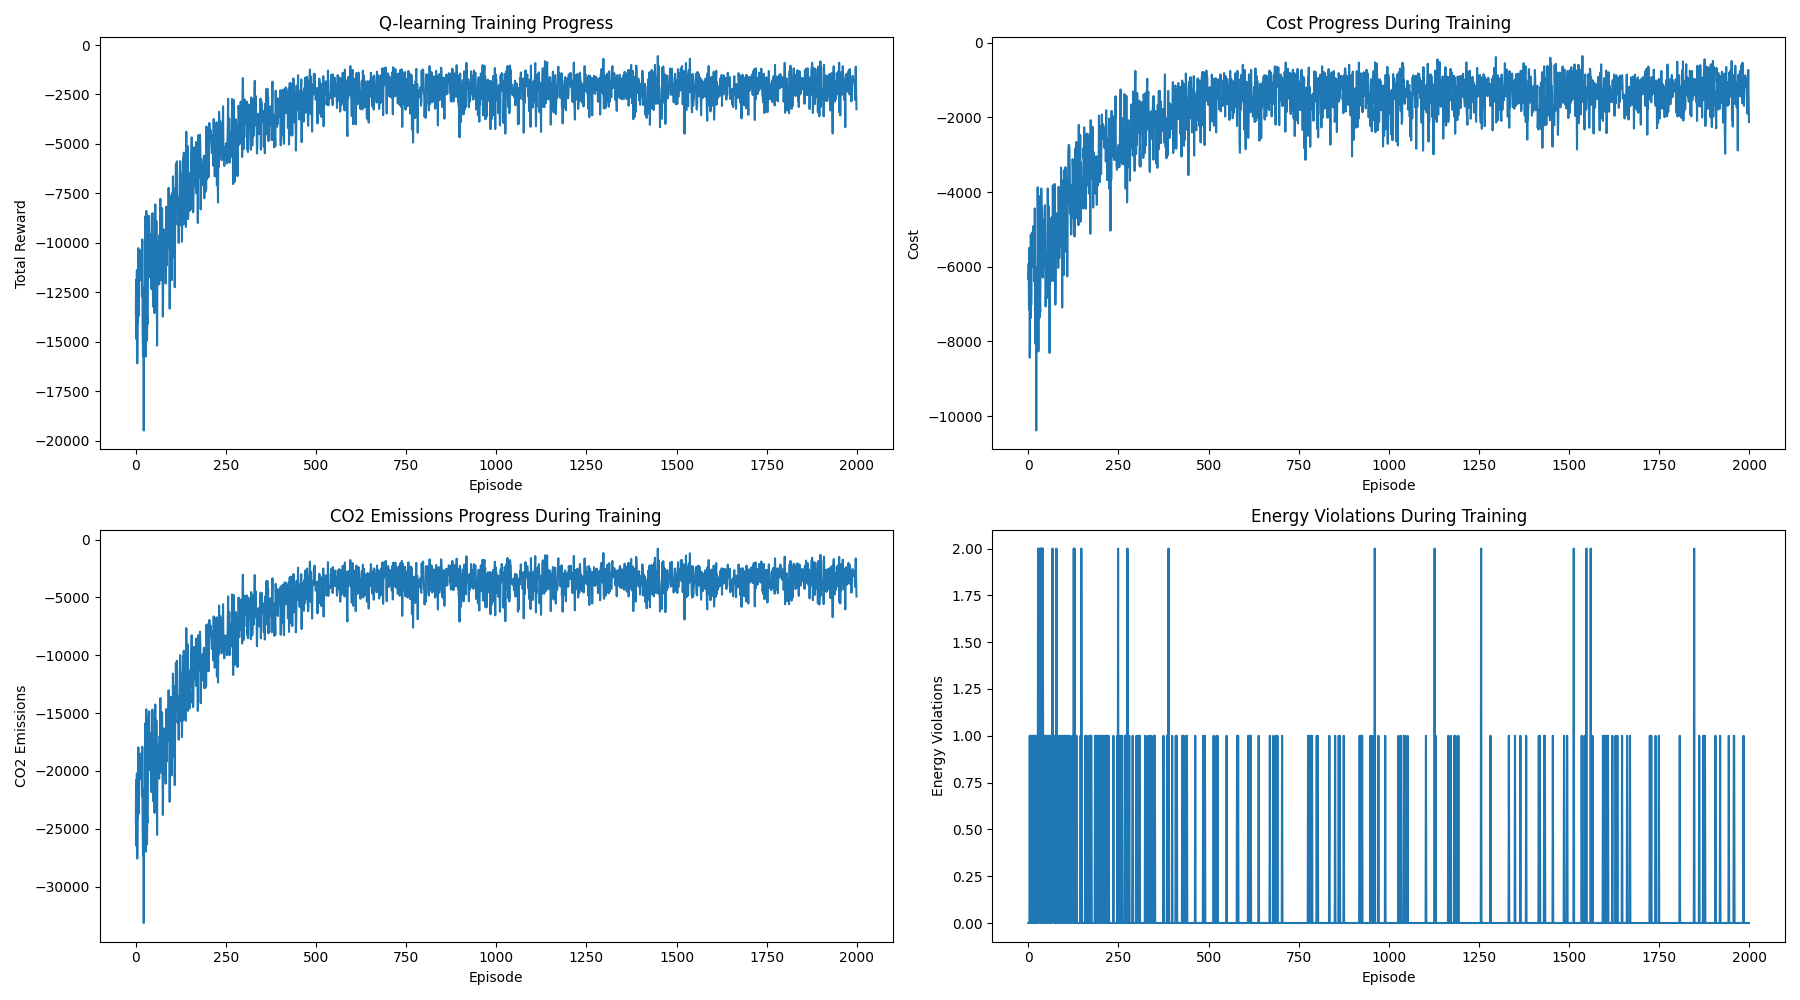 Q-learning Training Progress
Total Reward
0
−2500
−5000
−7500
−10000
−12500
−15000
−17500
−20000
0 250 500 750 1000 1250 1500 1750 2000
Episode
Cost Progress During Training
Cost
0
−2000
−4000
−6000
−8000
−10000
0 250 500 750 1000 1250 1500 1750 2000
Episode
CO2 Emissions Progress During Training
CO2 Emissions
0
−5000
−10000
−15000
−20000
−25000
−30000
0 250 500 750 1000 1250 1500 1750 2000
Episode
Energy Violations During Training
Energy Violations
2.00
1.75
1.50
1.25
1.00
0.75
0.50
0.25
0.00
0 250 500 750 1000 1250 1500 1750 2000
Episode